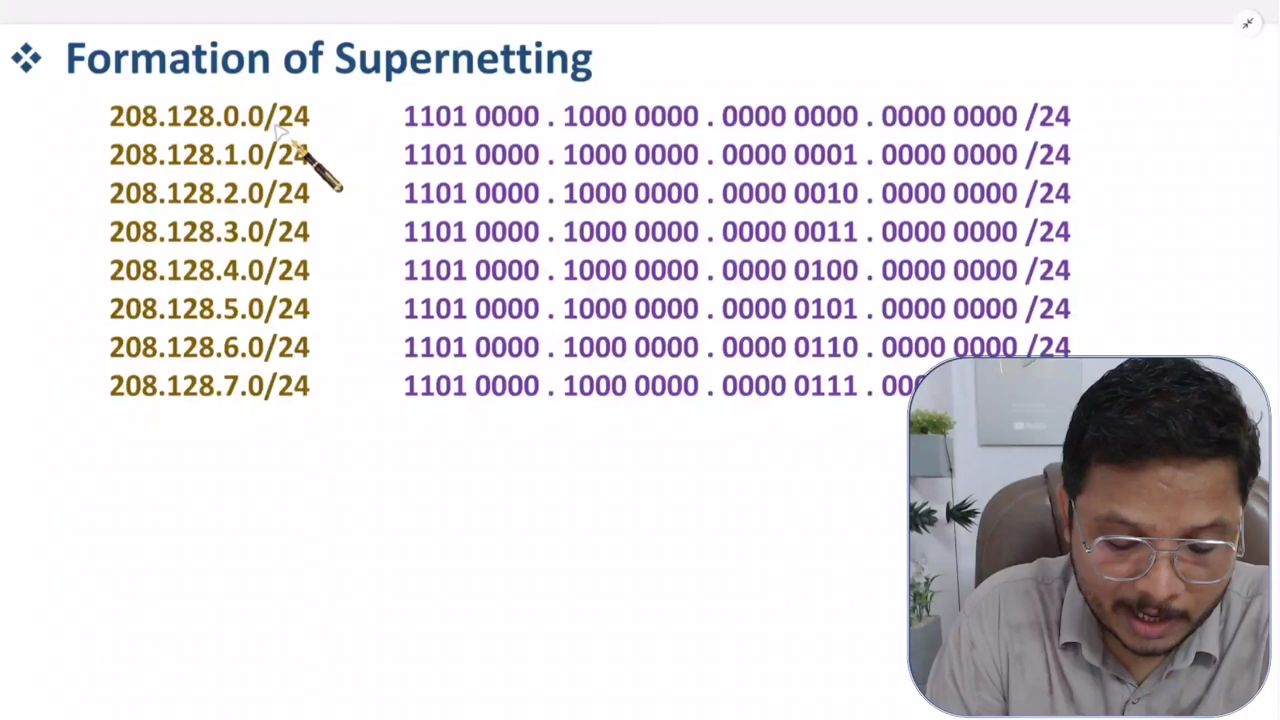 Formation of Supernetting
208.128.0.0/24 1101 0000 . 1000 0000 . 0000 0000 . 0000 0000 /24
208.128.1.0/24 1101 0000 . 1000 0000 . 0000 0001 . 0000 0000 /24
208.128.2.0/24 1101 0000 . 1000 0000 . 0000 0010 . 0000 0000 /24
208.128.3.0/24 1101 0000 . 1000 0000 . 0000 0011 . 0000 0000 /24
208.128.4.0/24 1101 0000 . 1000 0000 . 0000 0100 . 0000 0000 /24
208.128.5.0/24 1101 0000 . 1000 0000 . 0000 0101 . 0000 0000 /24
208.128.6.0/24 1101 0000 . 1000 0000 . 0000 0110 . 0000 0000 /24
208.128.7.0/24 1101 0000 . 1000 0000 . 0000 0111 .